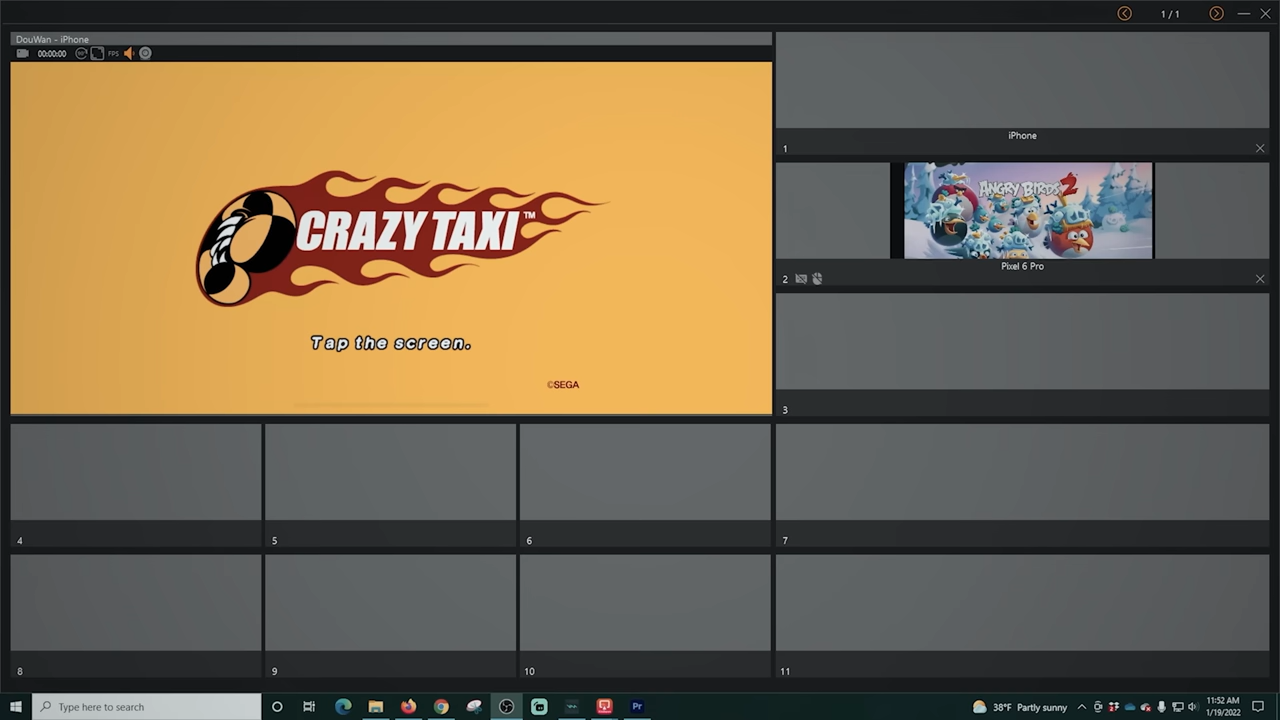 1 / 1
DouWan - iPhone
00:00:00
FPS
CRAZY TAXI™
Tap the screen.
©SEGA
iPhone
1
ANGRY BIRDS 2
Pixel 6 Pro
2
3
4
5
6
7
8
9
10
11
Type here to search
Pr
38°F Partly sunny
11:52 AM
1/19/2022